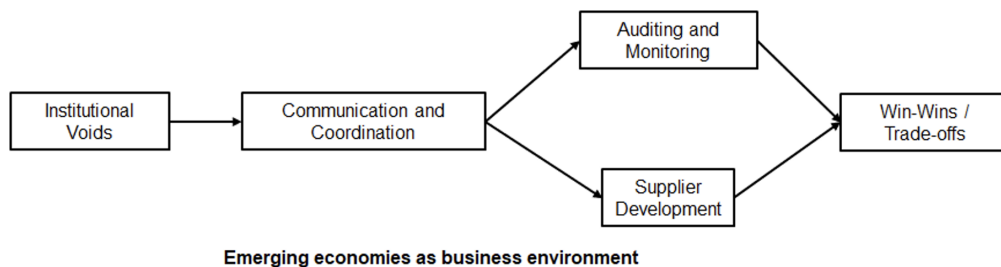 Institutional
Voids
Communication and
Coordination
Auditing and
Monitoring
Supplier
Development
Win-Wins /
Trade-offs
Emerging economies as business environment